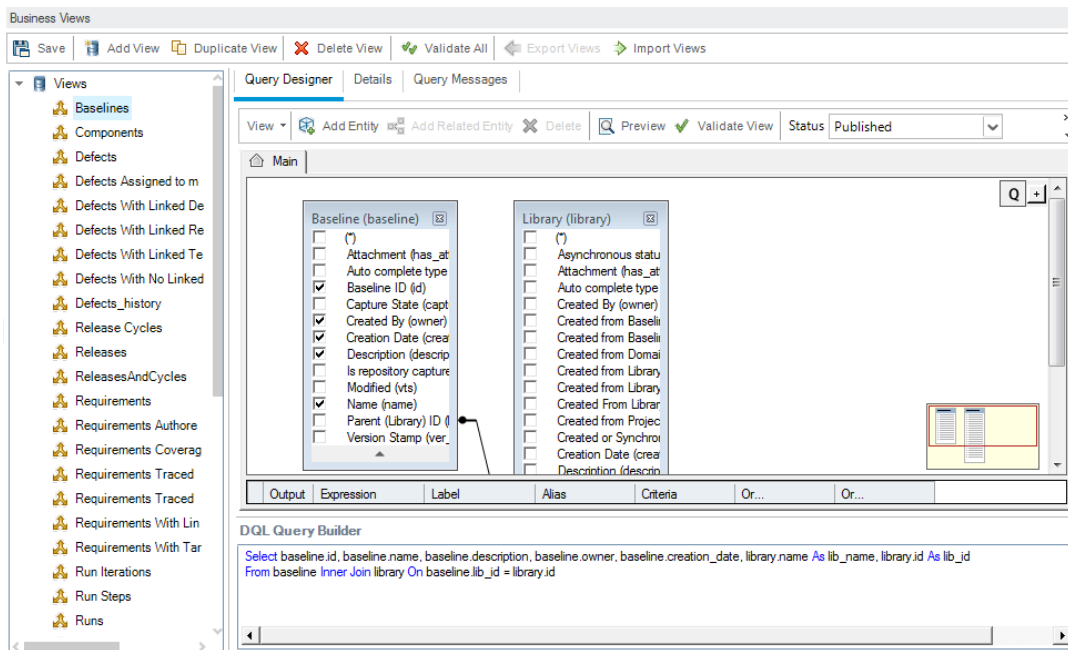 Business Views
Save Add View Duplicate View Delete View Validate All Export Views Import Views
Views
Baselines
Components
Defects
Defects Assigned to m
Defects With Linked De
Defects With Linked Re
Defects With Linked Te
Defects With No Linked
Defects_history
Release Cycles
Releases
ReleasesAndCycles
Requirements
Requirements Authore
Requirements Coverag
Requirements Traced
Requirements Traced
Requirements With Lin
Requirements With Tar
Run Iterations
Run Steps
Runs
Query Designer Details Query Messages
View Add Entity Add Related Entity Delete Preview Validate View Status Published
Main
Q +
Baseline (baseline)
(*)
Attachment (has_at
Auto complete type
Baseline ID (id)
Capture State (capt
Created By (owner)
Creation Date (crea
Description (descrip
Is repository capture
Modified (vts)
Name (name)
Parent (Library) ID (
Version Stamp (ver_
Library (library)
(*)
Asynchronous statu
Attachment (has_at
Auto complete type
Created By (owner)
Created from Baseli
Created from Baseli
Created from Domai
Created from Library
Created from Library
Created From Librar
Created from Projec
Created or Synchro
Creation Date (crea
Description (descrip
Output Expression Label Alias Criteria Or... Or...
DQL Query Builder
Select baseline.id, baseline.name, baseline.description, baseline.owner, baseline.creation_date, library.name As lib_name, library.id As lib_id
From baseline Inner Join library On baseline.lib_id = library.id